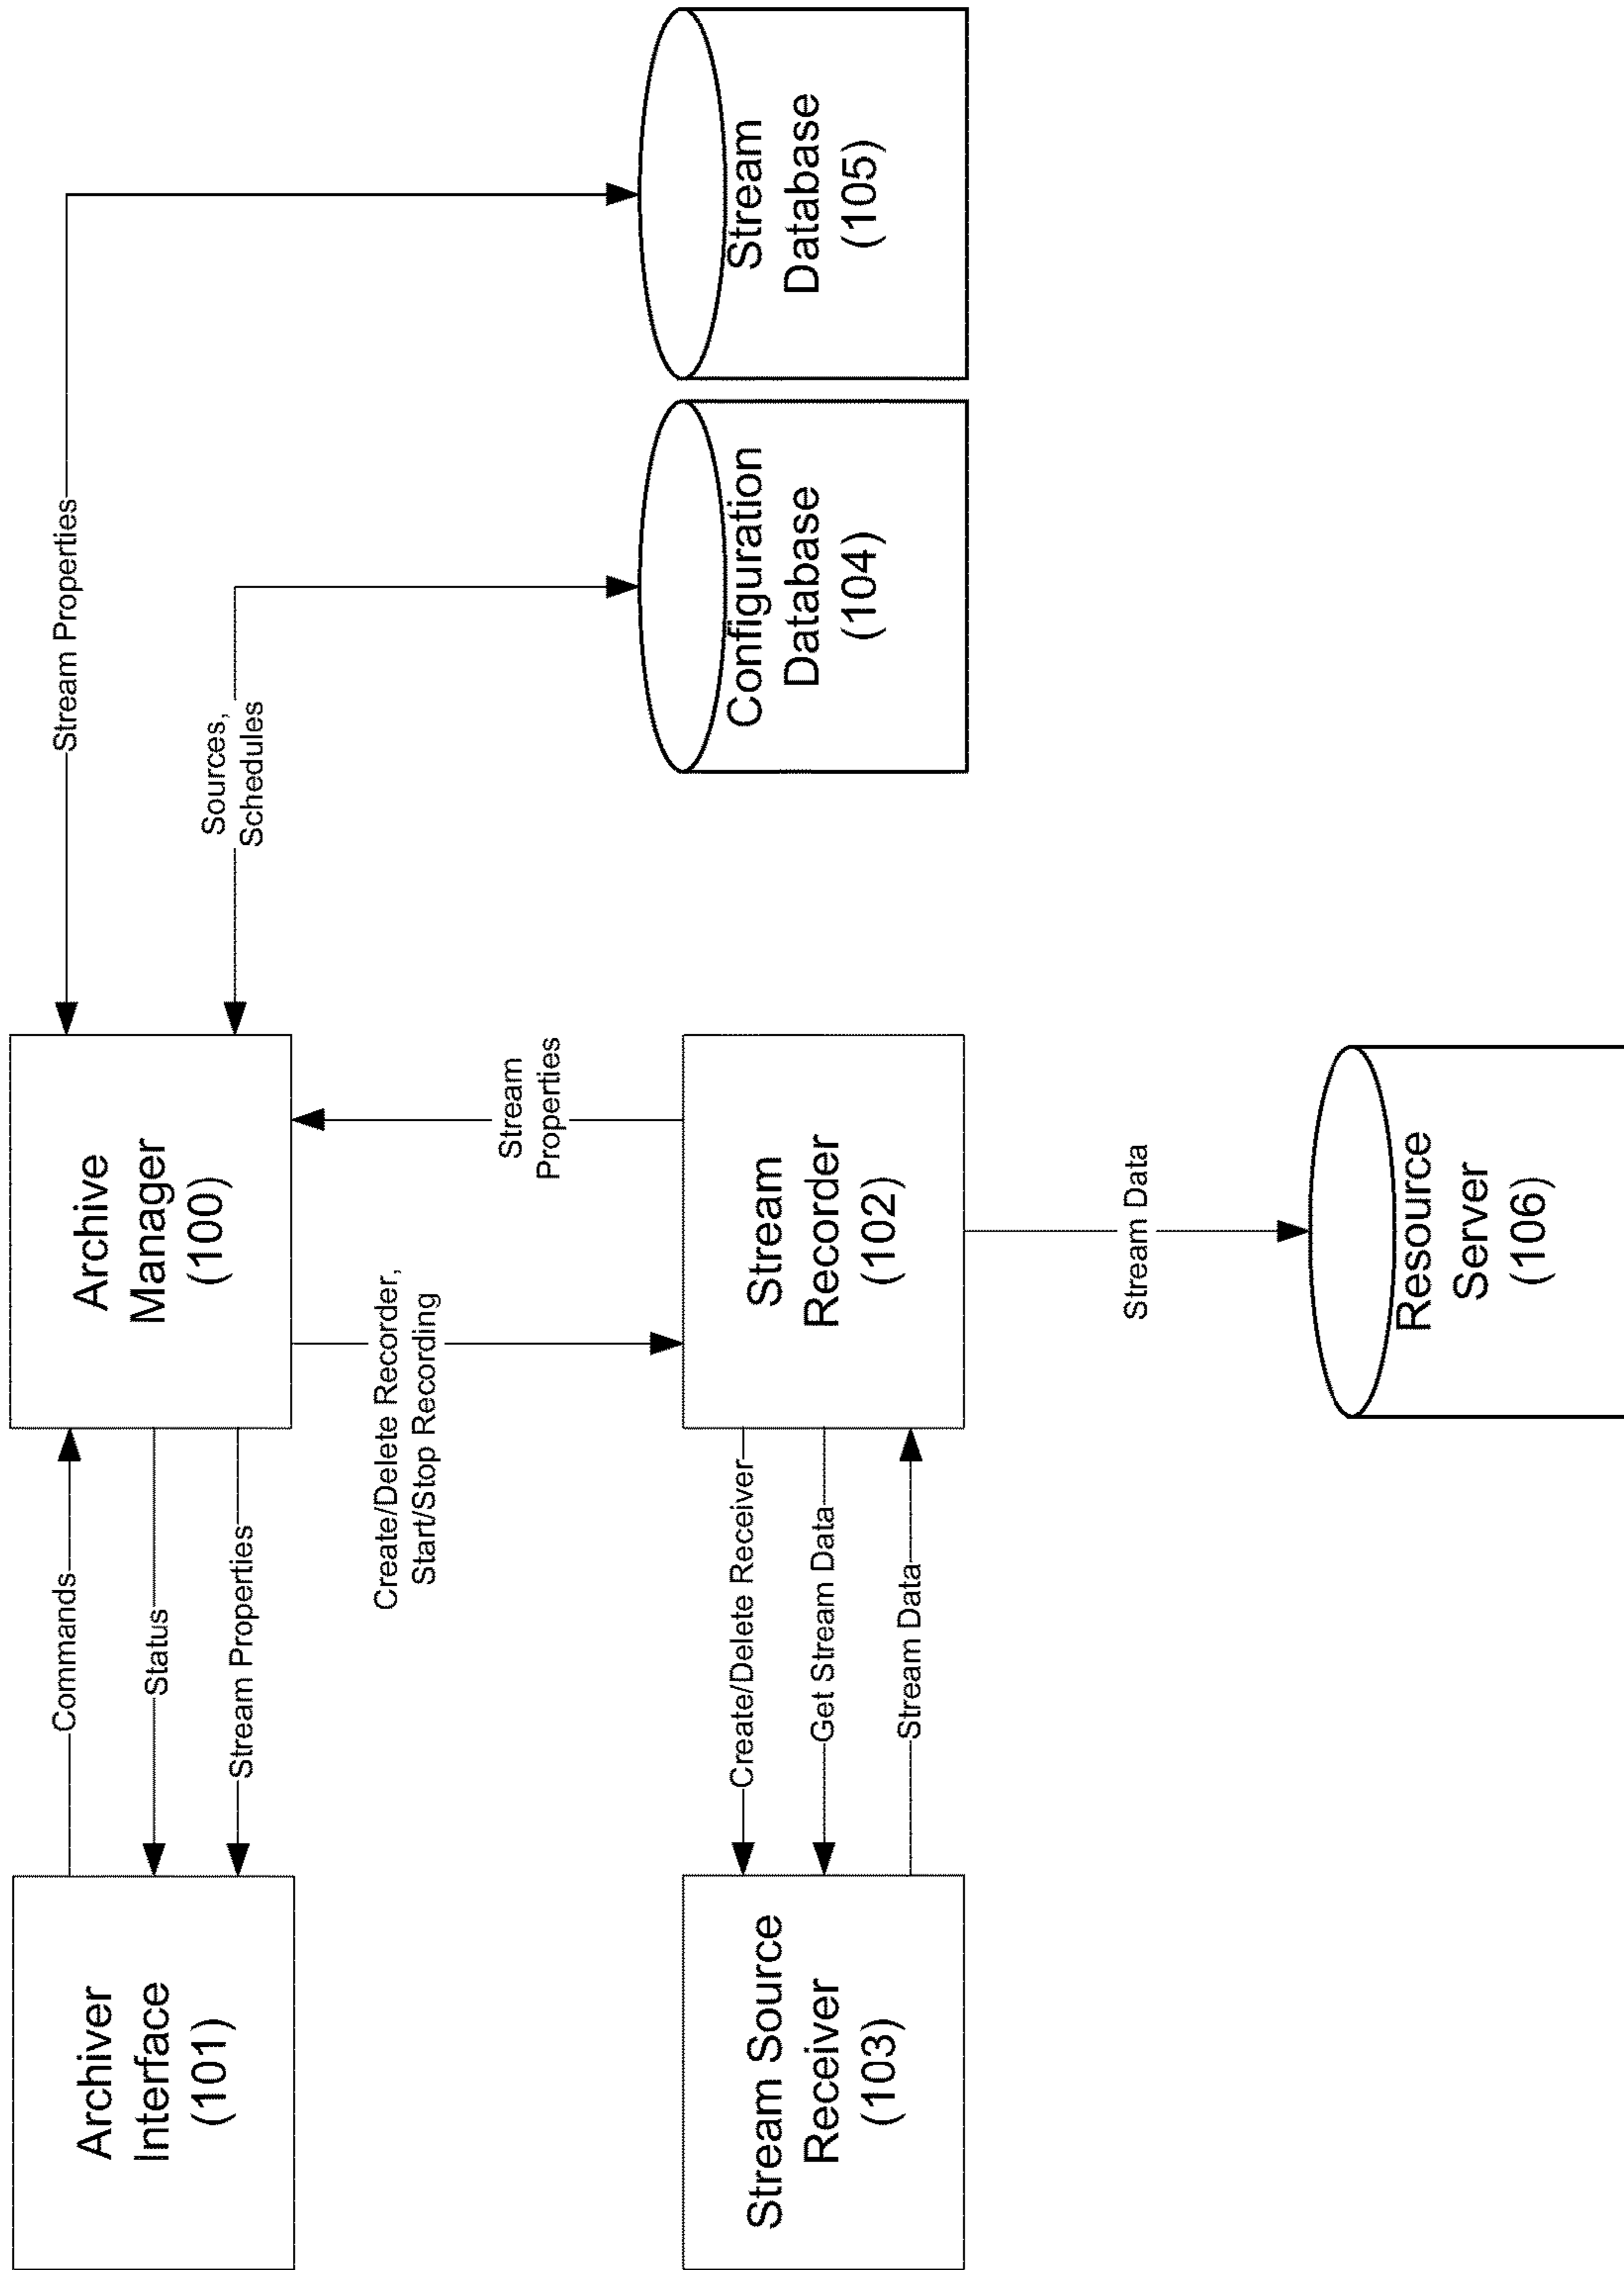 Archiver
Interface
(101)
Commands
Status
Stream Properties
Archive
Manager
(100)
Stream Properties
Sources,
Schedules
Create/Delete Recorder,
Start/Stop Recording
Stream
Properties
Stream Source
Receiver
(103)
Create/Delete Receiver
Get Stream Data
Stream Data
Stream
Recorder
(102)
Configuration
Database
(104)
Stream
Database
(105)
Stream Data
Resource
Server
(106)